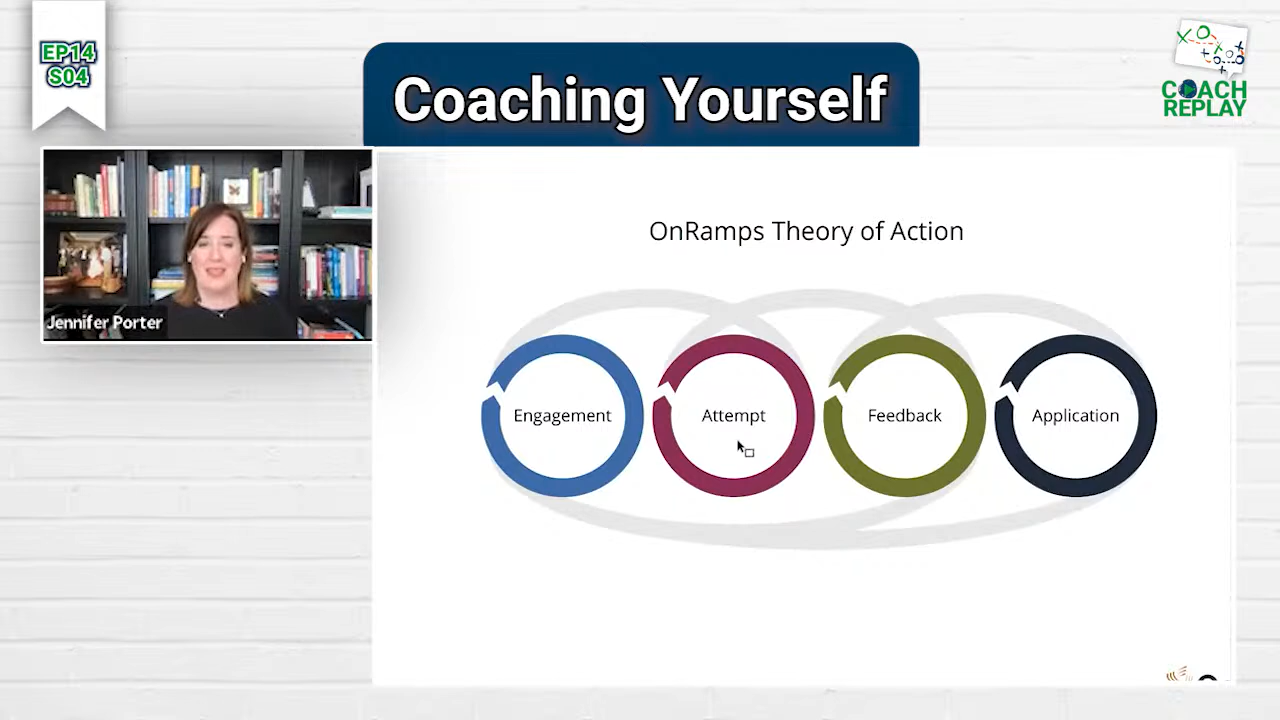 EP14
S04
Coaching Yourself
COACH
REPLAY
Jennifer Porter
OnRamps Theory of Action
Engagement
Attempt
Feedback
Application